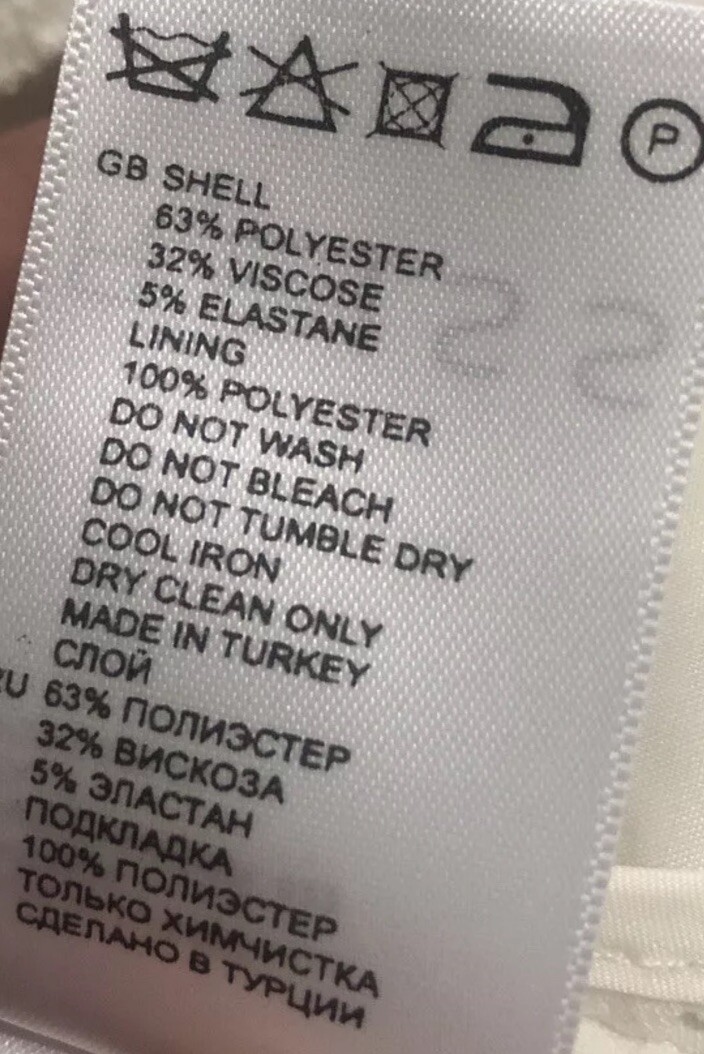 P
GB SHELL
63% POLYESTER
32% VISCOSE
5% ELASTANE
LINING
100% POLYESTER
DO NOT WASH
DO NOT BLEACH
DO NOT TUMBLE DRY
COOL IRON
DRY CLEAN ONLY
MADE IN TURKEY
СЛОЙ
RU 63% ПОЛИЭСТЕР
32% ВИСКОЗА
5% ЭЛАСТАН
ПОДКЛАДКА
100% ПОЛИЭСТЕР
ТОЛЬКО ХИМЧИСТКА
СДЕЛАНО В ТУРЦИИ